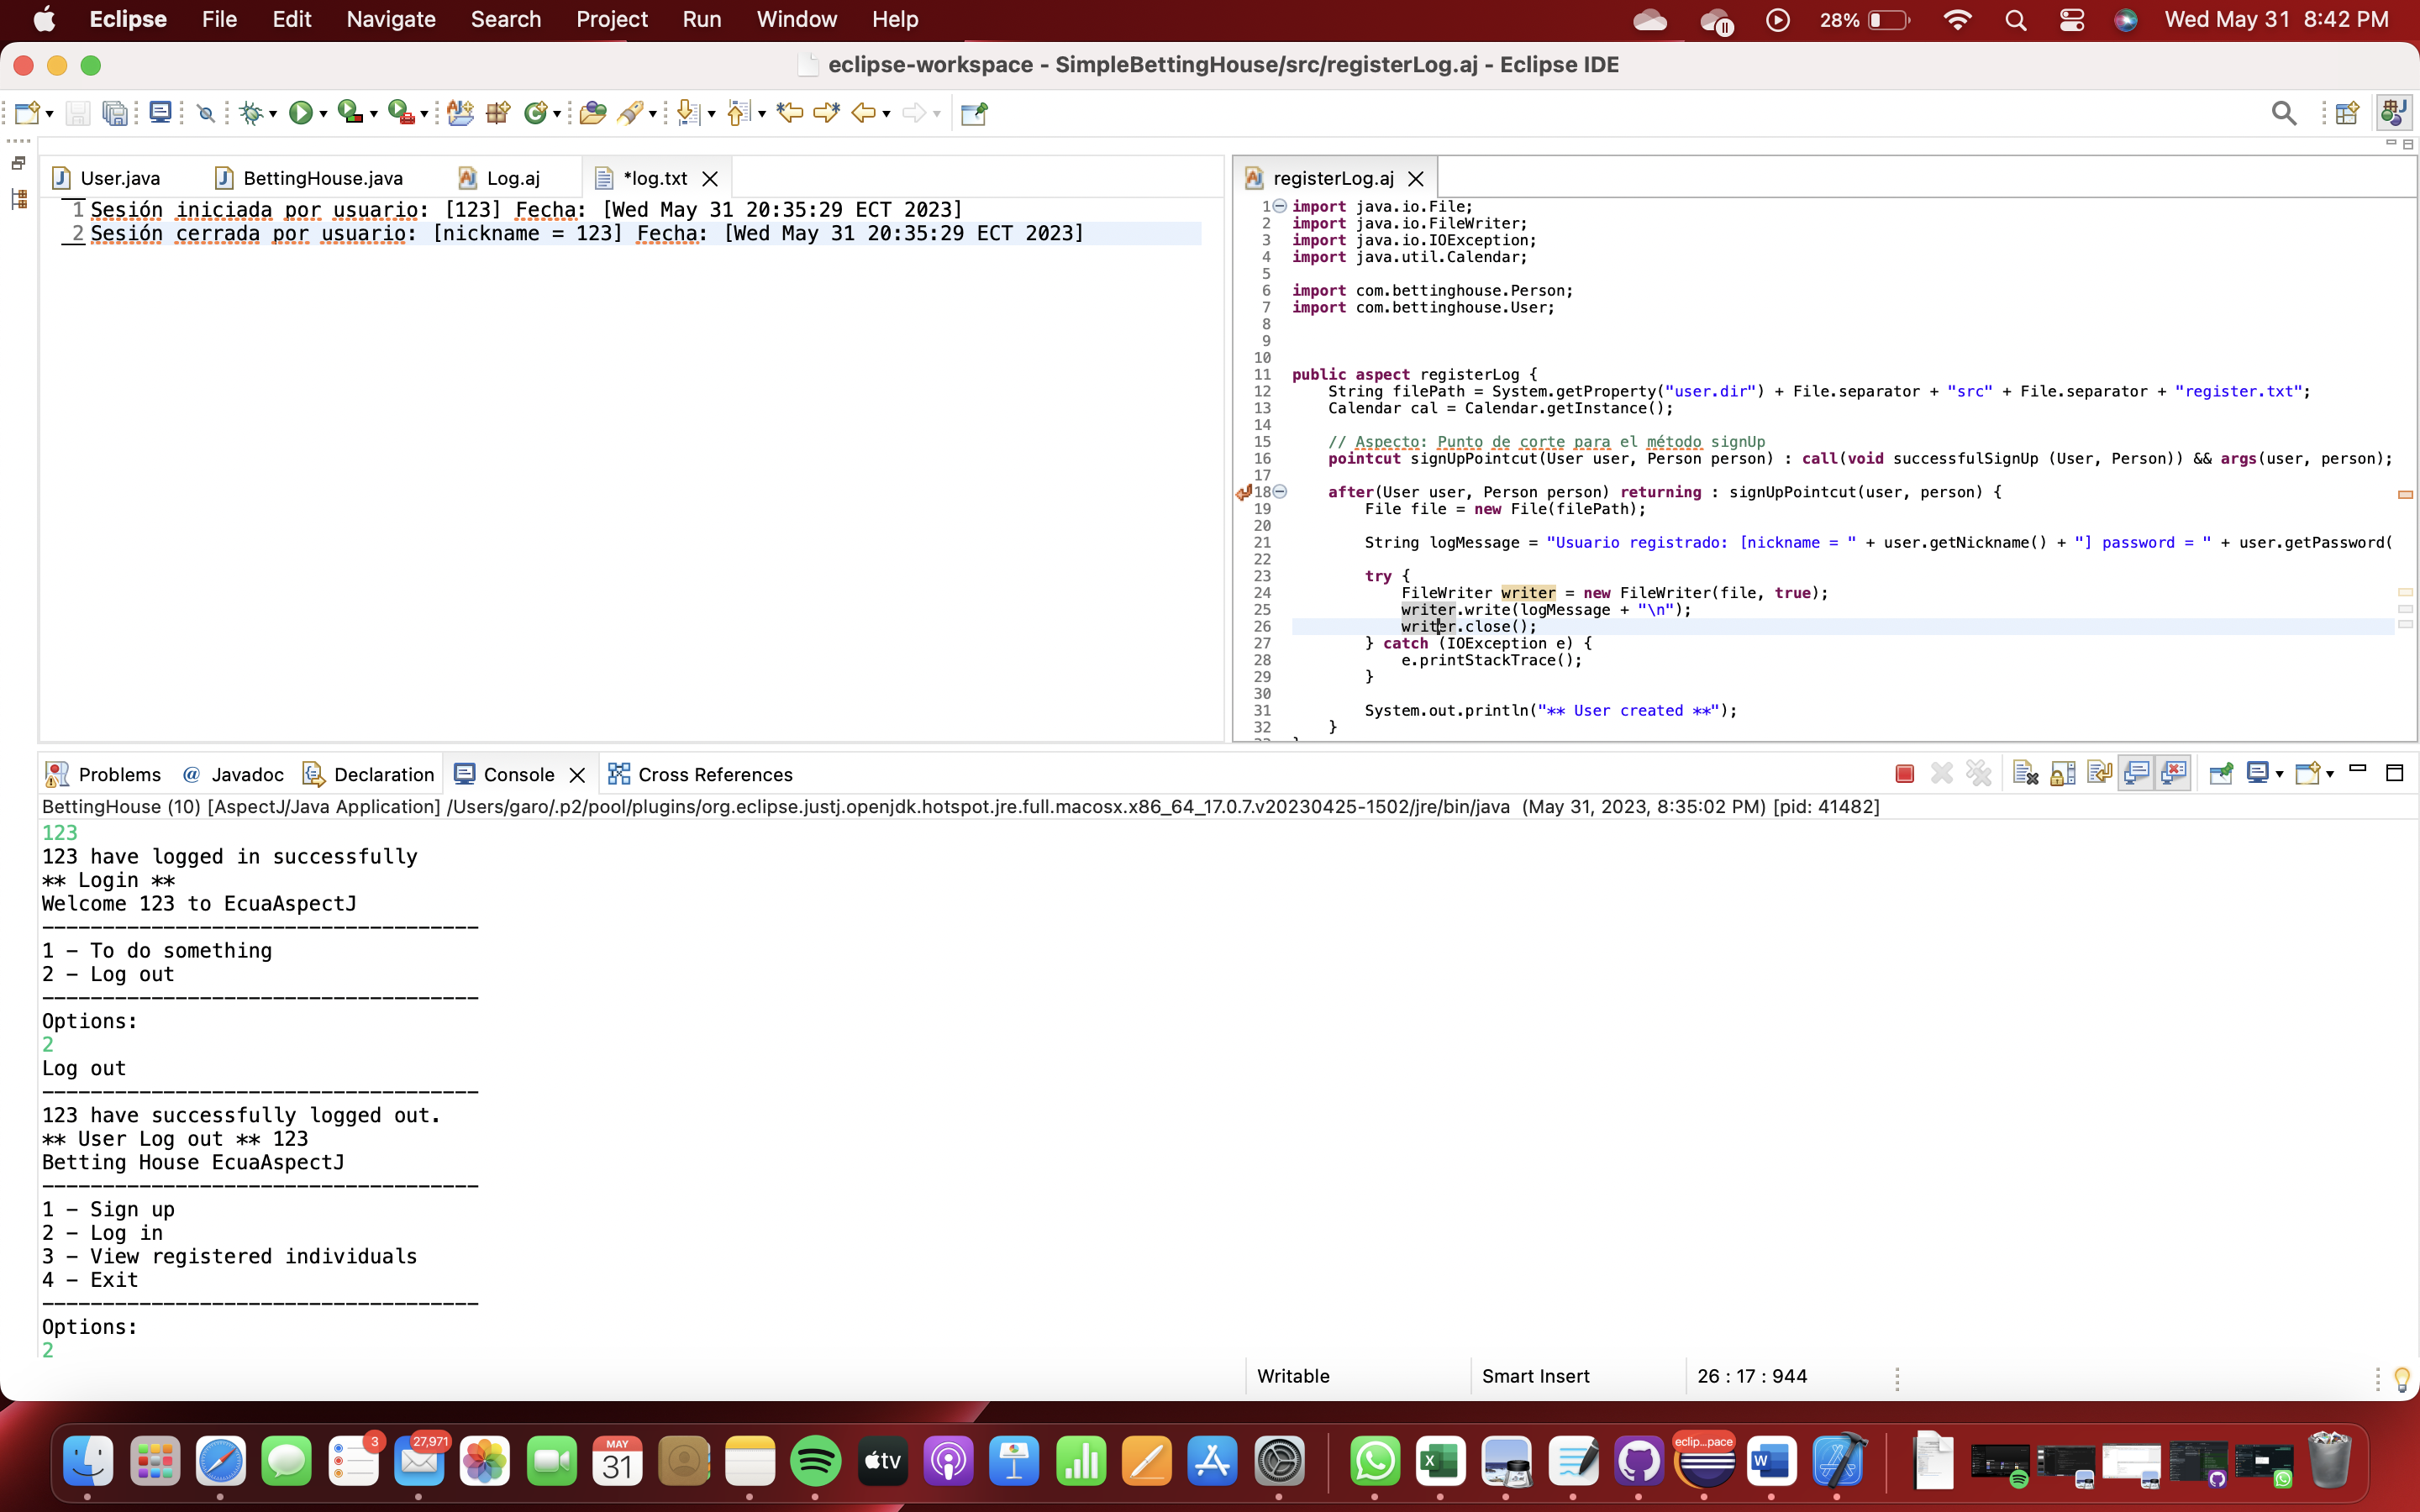 Eclipse File Edit Navigate Search Project Run Window Help 28% Wed May 31 8:42 PM
eclipse-workspace - SimpleBettingHouse/src/registerLog.aj - Eclipse IDE
User.java BettingHouse.java Log.aj *log.txt
1 Sesión iniciada por usuario: [123] Fecha: [Wed May 31 20:35:29 ECT 2023]
2 Sesión cerrada por usuario: [nickname = 123] Fecha: [Wed May 31 20:35:29 ECT 2023]
registerLog.aj
1 import java.io.File;
2 import java.io.FileWriter;
3 import java.io.IOException;
4 import java.util.Calendar;
5
6 import com.bettinghouse.Person;
7 import com.bettinghouse.User;
8
9
10
11 public aspect registerLog {
12 String filePath = System.getProperty("user.dir") + File.separator + "src" + File.separator + "register.txt";
13 Calendar cal = Calendar.getInstance();
14
15 // Aspecto: Punto de corte para el método signUp
16 pointcut signUpPointcut(User user, Person person) : call(void successfulSignUp (User, Person)) && args(user, person);
17
18 after(User user, Person person) returning : signUpPointcut(user, person) {
19 File file = new File(filePath);
20
21 String logMessage = "Usuario registrado: [nickname = " + user.getNickname() + "] password = " + user.getPassword(
22
23 try {
24 FileWriter writer = new FileWriter(file, true);
25 writer.write(logMessage + "\n");
26 writer.close();
27 } catch (IOException e) {
28 e.printStackTrace();
29 }
30
31 System.out.println("** User created **");
32 }
Problems Javadoc Declaration Console Cross References
BettingHouse (10) [AspectJ/Java Application] /Users/garo/.p2/pool/plugins/org.eclipse.justj.openjdk.hotspot.jre.full.macosx.x86_64_17.0.7.v20230425-1502/jre/bin/java (May 31, 2023, 8:35:02 PM) [pid: 41482]
123
123 have logged in successfully
** Login **
Welcome 123 to EcuaAspectJ
------------------------------------
1 - To do something
2 - Log out
------------------------------------
Options:
2
Log out
------------------------------------
123 have successfully logged out.
** User Log out ** 123
Betting House EcuaAspectJ
------------------------------------
1 - Sign up
2 - Log in
3 - View registered individuals
4 - Exit
------------------------------------
Options:
2
Writable Smart Insert 26 : 17 : 944
3 27,971 MAY 31 tv X eclip...pace W